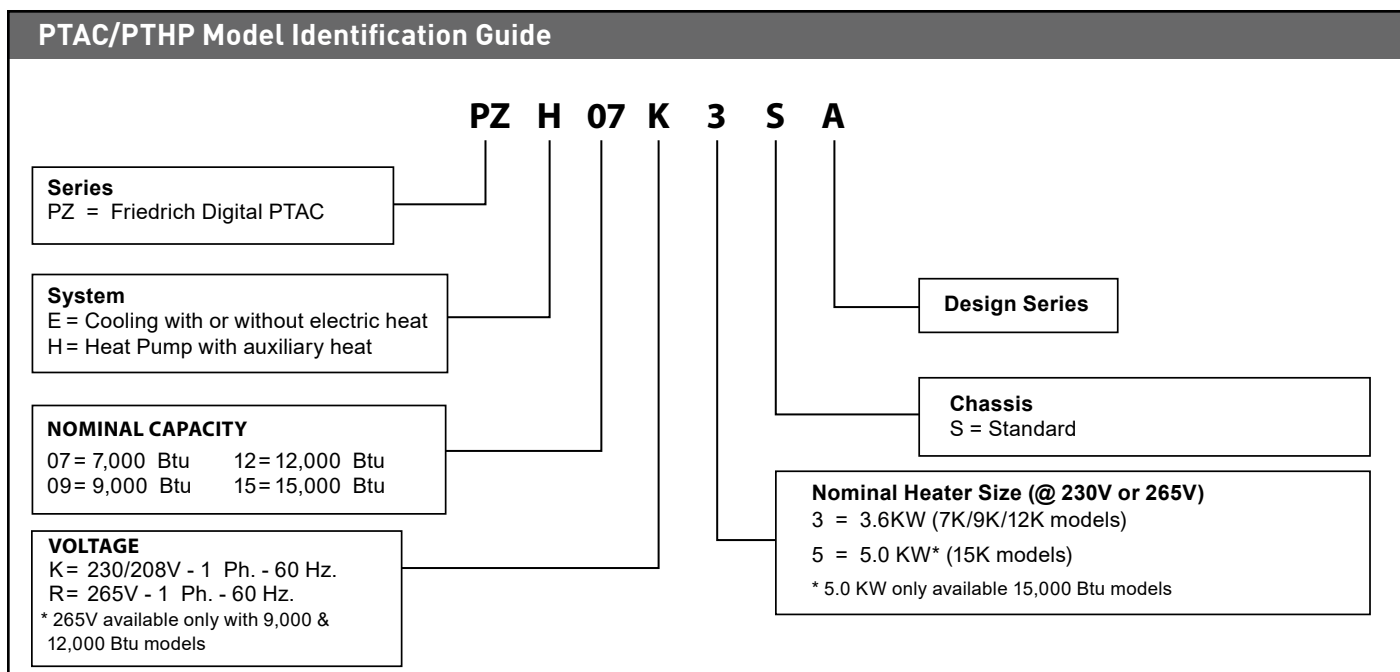 PTAC/PTHP Model Identification Guide
PZ H 07 K 3 S A
Series
PZ = Friedrich Digital PTAC
System
E = Cooling with or without electric heat
H = Heat Pump with auxiliary heat
NOMINAL CAPACITY
07 = 7,000 Btu 12 = 12,000 Btu
09 = 9,000 Btu 15 = 15,000 Btu
VOLTAGE
K = 230/208V - 1 Ph. - 60 Hz.
R = 265V - 1 Ph. - 60 Hz.
* 265V available only with 9,000 &
12,000 Btu models
Design Series
Chassis
S = Standard
Nominal Heater Size (@ 230V or 265V)
3 = 3.6KW (7K/9K/12K models)
5 = 5.0 KW* (15K models)
* 5.0 KW only available 15,000 Btu models